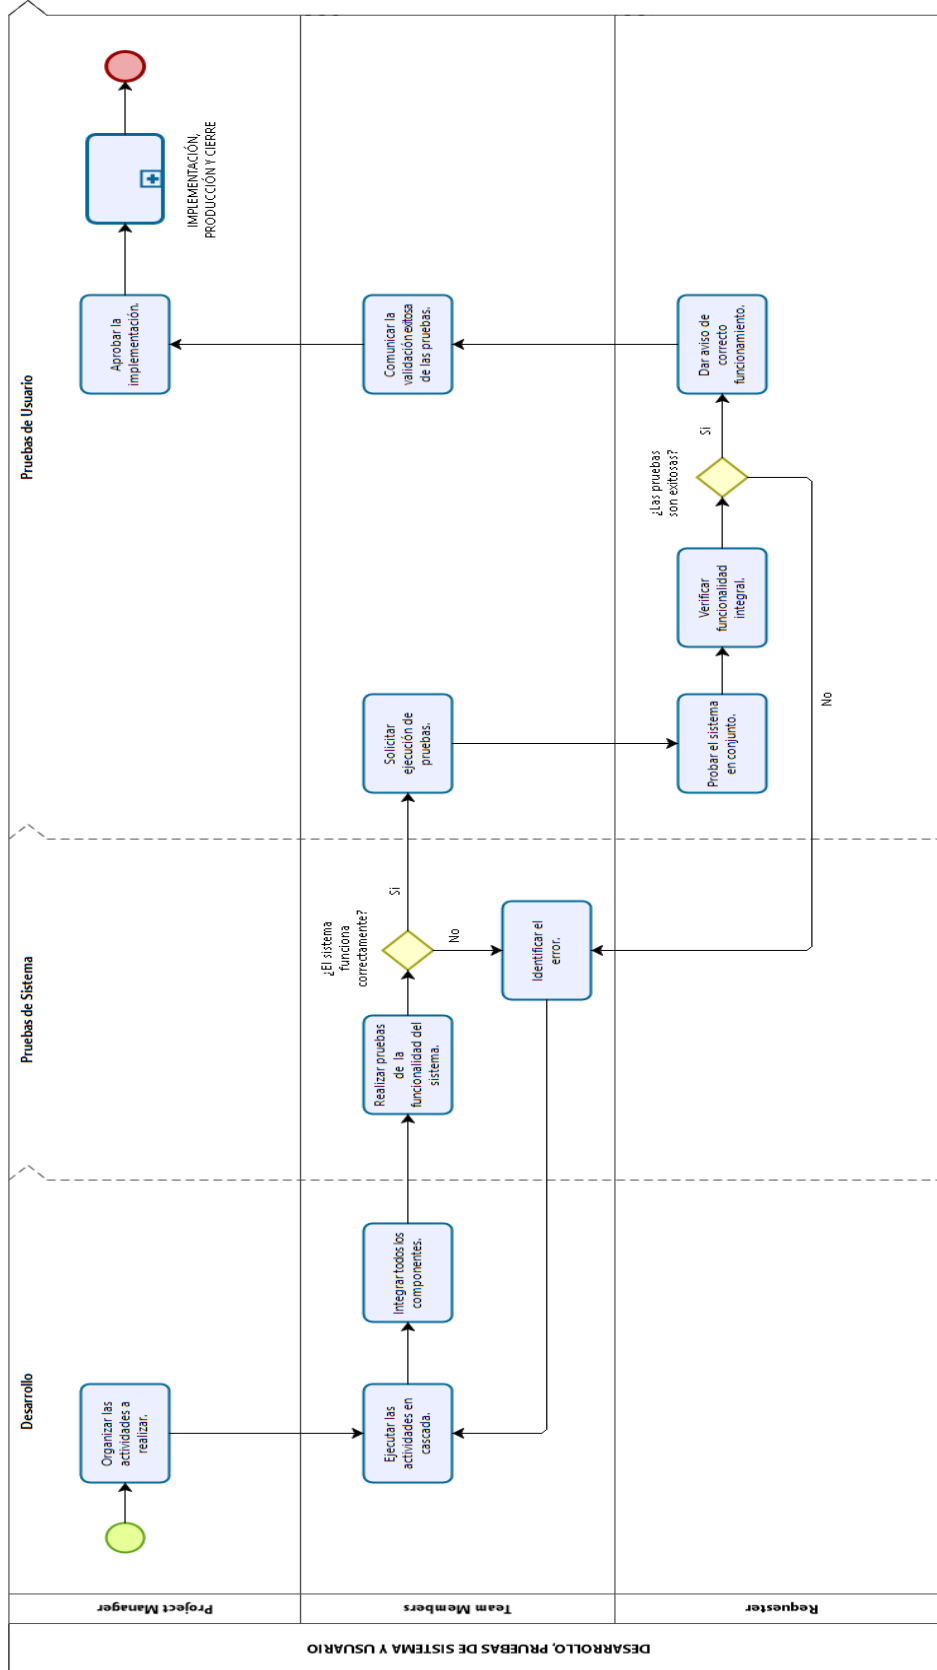 DESARROLLO, PRUEBAS DE SISTEMA Y USUARIO
Project Manager
Team Members
Requester
Desarrollo
Pruebas de Sistema
Pruebas de Usuario
Organizar las
actividades a
realizar.
Ejecutar las
actividades en
cascada.
Integrar todos los
componentes.
Realizar pruebas
de la
funcionalidad del
sistema.
¿El sistema
funciona
correctamente?
Si
No
Identificar el
error.
Solicitar
ejecución de
pruebas.
Probar el sistema
en conjunto.
Verificar
funcionalidad
integral.
¿Las pruebas
son exitosas?
Si
No
Dar aviso de
correcto
funcionamiento.
Comunicar la
validación exitosa
de las pruebas.
Aprobar la
implementación.
IMPLEMENTACIÓN,
PRODUCCIÓN Y CIERRE